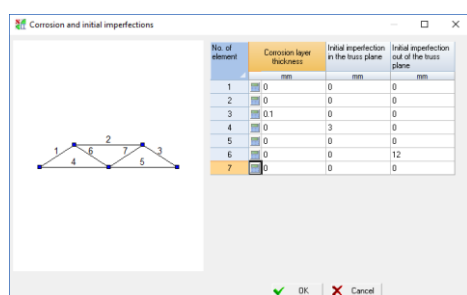 Corrosion and initial imperfections
No. of element
Corrosion layer thickness
Initial imperfection in the truss plane
Initial imperfection out of the truss plane
mm mm mm
1 0 0 0
2 0 0 0
3 0.1 0 0
4 0 3 0
5 0 0 0
6 0 0 12
7 0 0 0
2
1 6 7 3
4 5
OK Cancel